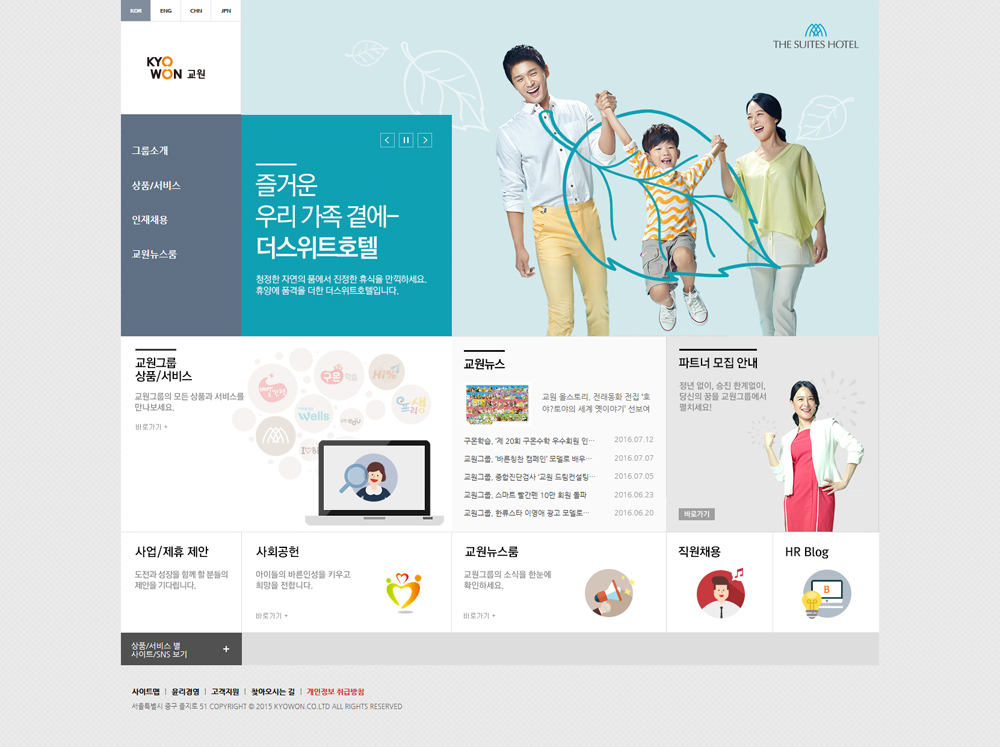 KOR ENG CHN JPN
KYO
WON 교원
THE SUITES HOTEL
그룹소개
상품/서비스
인재채용
교원뉴스룸
즐거운
우리 가족 곁에-
더스위트호텔
청정한 자연의 품에서 진정한 휴식을 만끽하세요.
휴양에 품격을 더한 더스위트호텔입니다.
교원그룹
상품/서비스
교원그룹의 모든 상품과 서비스를
만나보세요.
바로가기 +
구몬 학습
Wells
교원뉴스
교원 올스토리, 전래동화 전집 '호
야?토야의 세계 옛이야기' 선보여
구몬학습, '제 20회 구몬수학 우수회원 인··· 2016.07.12
교원그룹, '바른칭찬 캠페인' 모델로 배우··· 2016.07.07
교원그룹, 종합진단검사 '교원 드림컨설팅··· 2016.07.05
교원그룹, 스마트 빨간펜 10만 회원 돌파 2016.06.23
교원그룹, 한류스타 이영애 광고 모델로··· 2016.06.20
파트너 모집 안내
정년 없이, 승진 한계없이,
당신의 꿈을 교원그룹에서
펼치세요!
바로가기
사업/제휴 제안
도전과 성장을 함께 할 분들의
제안을 기다립니다.
사회공헌
아이들의 바른인성을 키우고
희망을 전합니다.
바로가기 +
교원뉴스룸
교원그룹의 소식을 한눈에
확인하세요.
바로가기 +
직원채용
HR Blog
B
상품/서비스 별
사이트/SNS 보기 +
사이트맵 | 윤리경영 | 고객지원 | 찾아오시는 길 | 개인정보 취급방침
서울특별시 중구 을지로 51 COPYRIGHT © 2015 KYOWON.CO.LTD ALL RIGHTS RESERVED